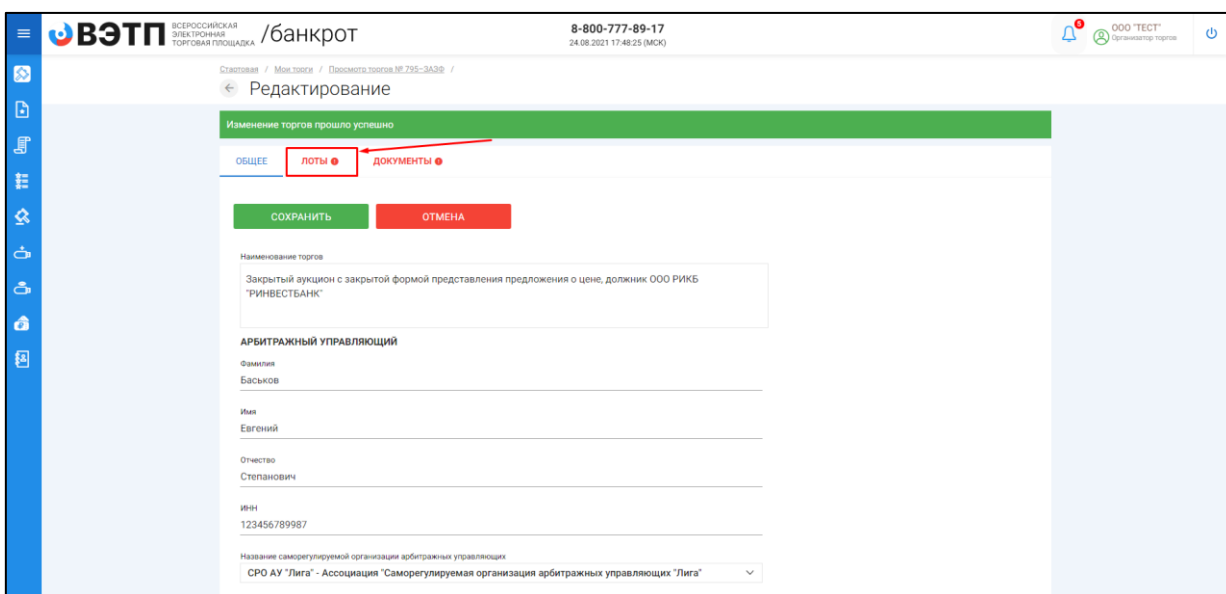 ВЭТП ВСЕРОССИЙСКАЯ ЭЛЕКТРОННАЯ ТОРГОВАЯ ПЛОЩАДКА /банкрот
8-800-777-89-17
24.08.2021 17:48:25 (МСК)
5
ООО "ТЕСТ"
Организатор торгов
Стартовая / Мои торги / Просмотр торгов № 795-ЗАЗФ /
Редактирование
Изменение торгов прошло успешно
ОБЩЕЕ ЛОТЫ ДОКУМЕНТЫ
СОХРАНИТЬ ОТМЕНА
Наименование торгов
Закрытый аукцион с закрытой формой представления предложения о цене, должник ООО РИКБ
"РИНВЕСТБАНК"
АРБИТРАЖНЫЙ УПРАВЛЯЮЩИЙ
Фамилия
Баськов
Имя
Евгений
Отчество
Степанович
ИНН
123456789987
Название саморегулируемой организации арбитражных управляющих
СРО АУ "Лига" - Ассоциация "Саморегулируемая организация арбитражных управляющих "Лига"